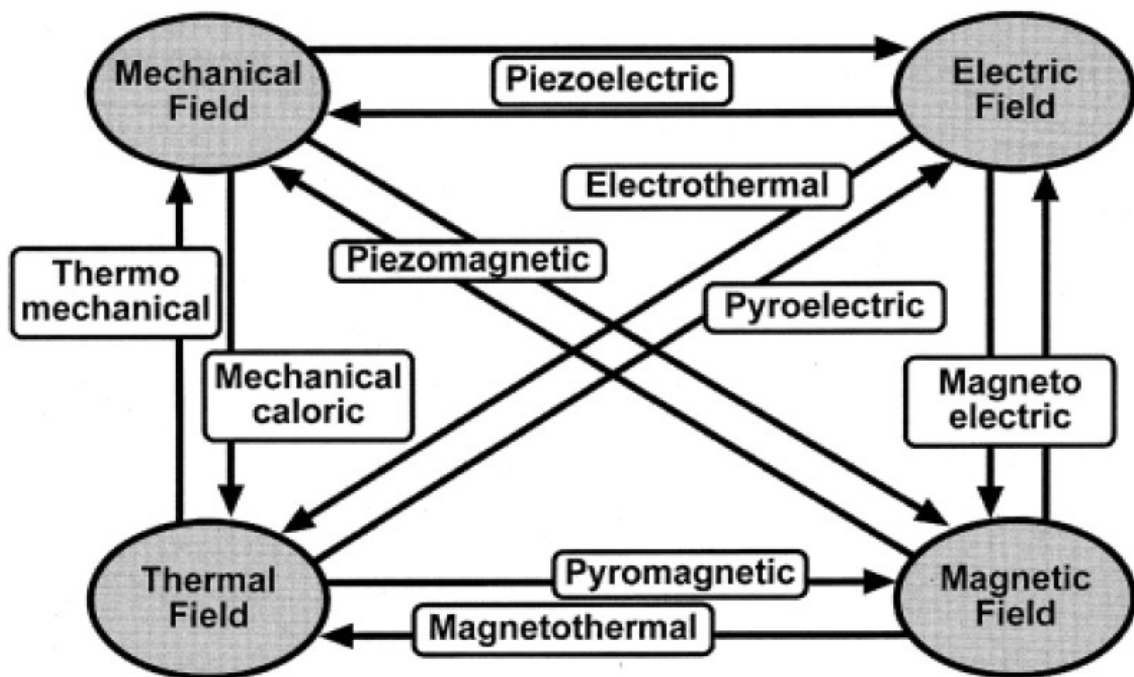 Mechanical
Field
Electric
Field
Piezoelectric
Electrothermal
Piezomagnetic
Thermo
mechanical
Pyroelectric
Mechanical
caloric
Magneto
electric
Thermal
Field
Pyromagnetic
Magnetic
Field
Magnetothermal